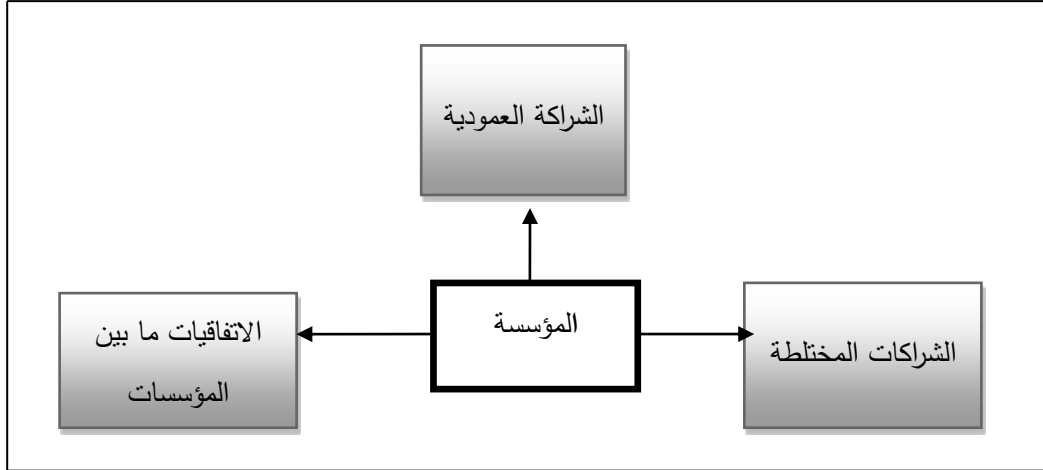 الشراكة العمودية
المؤسسة
الشراكات المختلطة
الاتفاقيات ما بين
المؤسسات